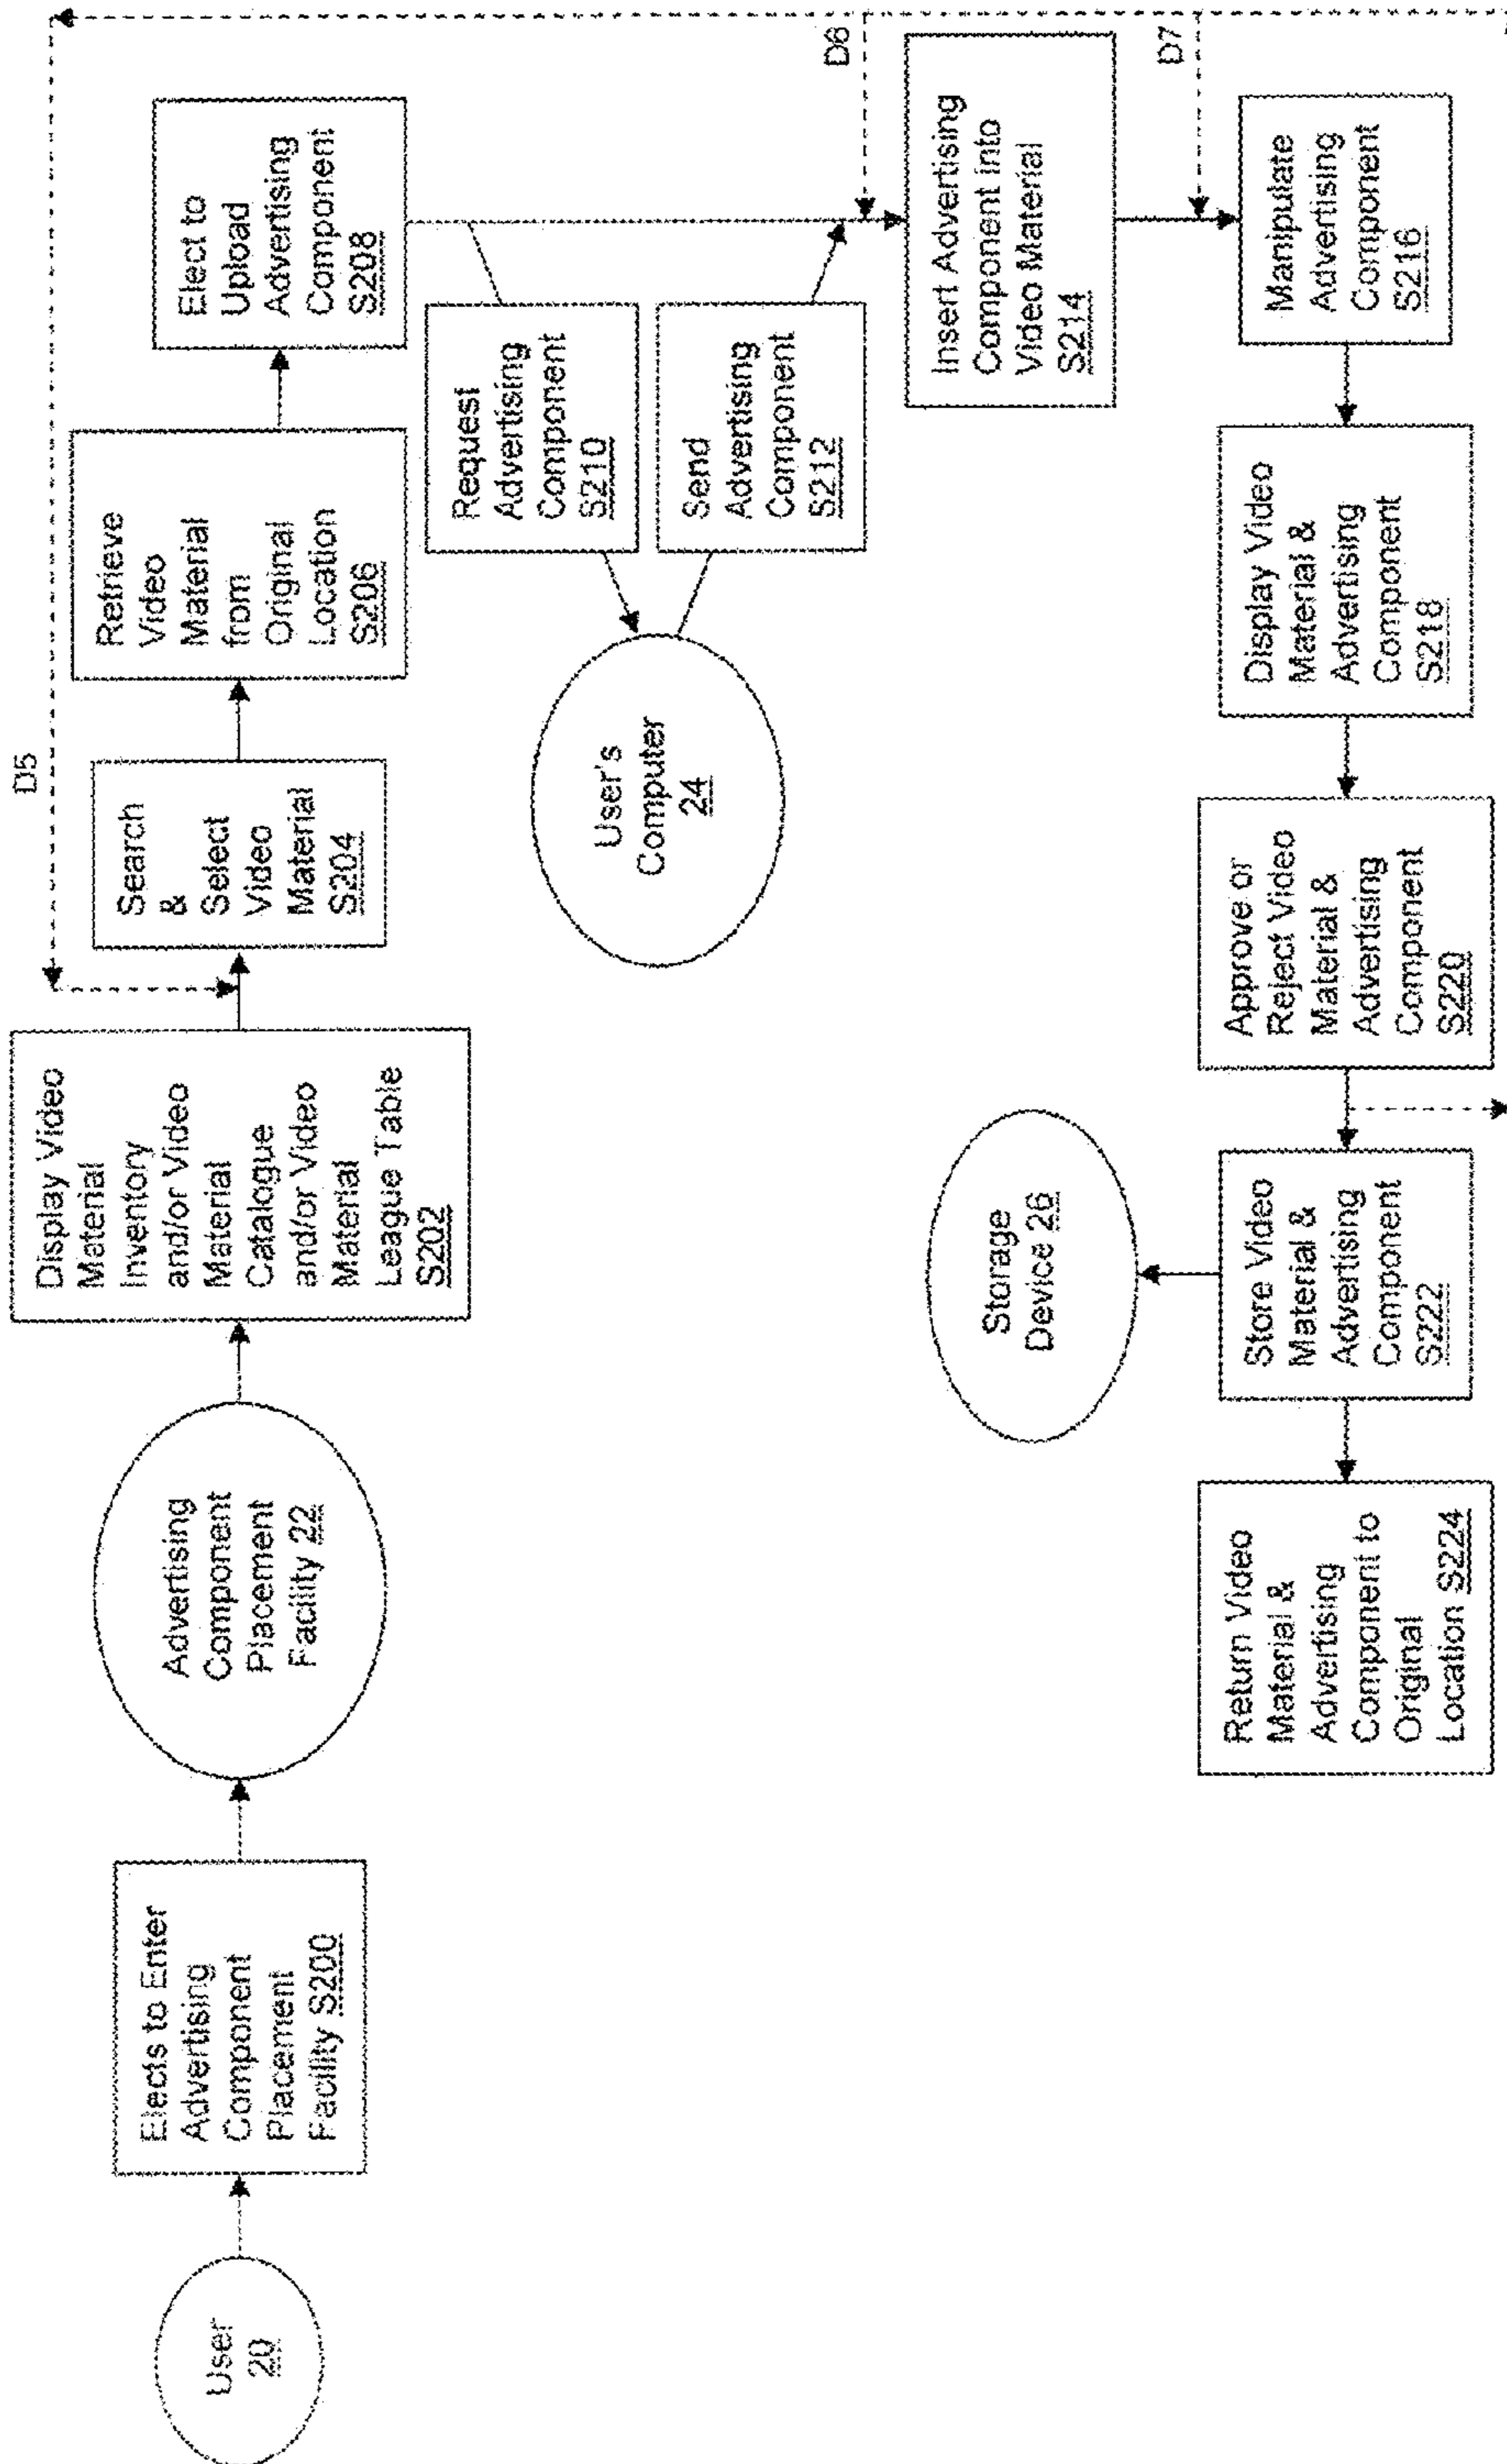 User
20
Elects to Enter
Advertising
Component
Placement
Facility S200
Advertising
Component
Placement
Facility 22
Display Video
Material
Inventory
and/or Video
Material
Catalogue
and/or Video
Material
League Table
S202
D5
Search
&
Select
Video
Material
S204
Retrieve
Video
Material
from
Original
Location
S206
Elect to
Upload
Advertising
Component
S208
Request
Advertising
Component
S210
User's
Computer
24
Send
Advertising
Component
S212
D6
Insert Advertising
Component into
Video Material
S214
D7
Manipulate
Advertising
Component
S216
Display Video
Material &
Advertising
Component
S218
Approve or
Reject Video
Material &
Advertising
Component
S220
Store Video
Material &
Advertising
Component
S222
Storage
Device 26
Return Video
Material &
Advertising
Component to
Original
Location S224